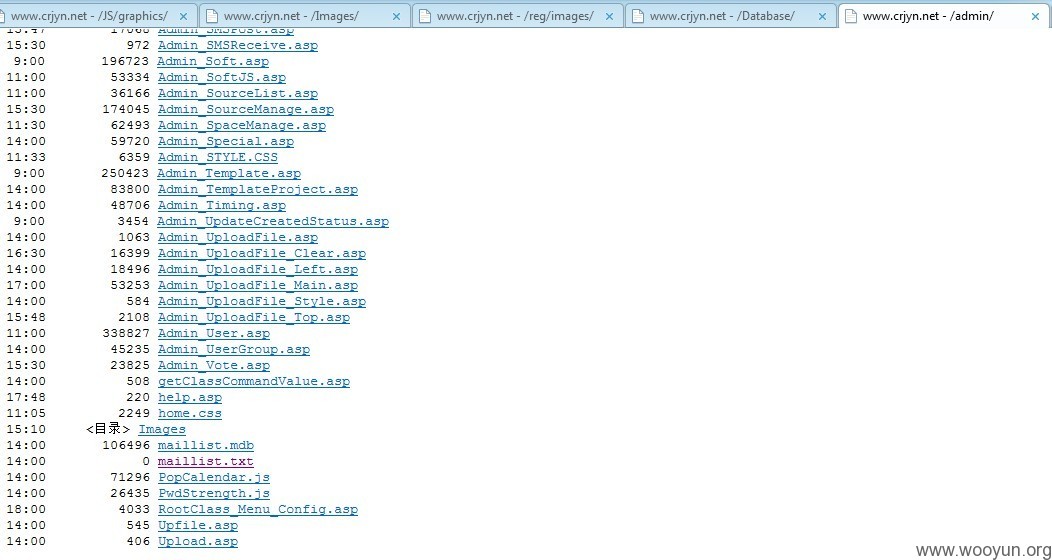 www.crjyn.net - /JS/graphics/ × www.crjyn.net - /Images/ × www.crjyn.net - /reg/images/ × www.crjyn.net - /Database/ × www.crjyn.net - /admin/ ×
13:47 17068 Admin_SMSPost.asp
15:30 972 Admin_SMSReceive.asp
9:00 196723 Admin_Soft.asp
11:00 53334 Admin_SoftJS.asp
11:00 36166 Admin_SourceList.asp
15:30 174045 Admin_SourceManage.asp
11:30 62493 Admin_SpaceManage.asp
14:00 59720 Admin_Special.asp
11:33 6359 Admin_STYLE.CSS
9:00 250423 Admin_Template.asp
14:00 83800 Admin_TemplateProject.asp
14:00 48706 Admin_Timing.asp
9:00 3454 Admin_UpdateCreatedStatus.asp
14:00 1063 Admin_UploadFile.asp
16:30 16399 Admin_UploadFile_Clear.asp
14:00 18496 Admin_UploadFile_Left.asp
17:00 53253 Admin_UploadFile_Main.asp
14:00 584 Admin_UploadFile_Style.asp
15:48 2108 Admin_UploadFile_Top.asp
11:00 338827 Admin_User.asp
14:00 45235 Admin_UserGroup.asp
15:30 23825 Admin_Vote.asp
14:00 508 getClassCommandValue.asp
17:48 220 help.asp
11:05 2249 home.css
15:10 <目录> Images
14:00 106496 maillist.mdb
14:00 0 maillist.txt
14:00 71296 PopCalendar.js
14:00 26435 PwdStrength.js
18:00 4033 RootClass_Menu_Config.asp
14:00 545 Upfile.asp
14:00 406 Upload.asp
www.wooyun.org